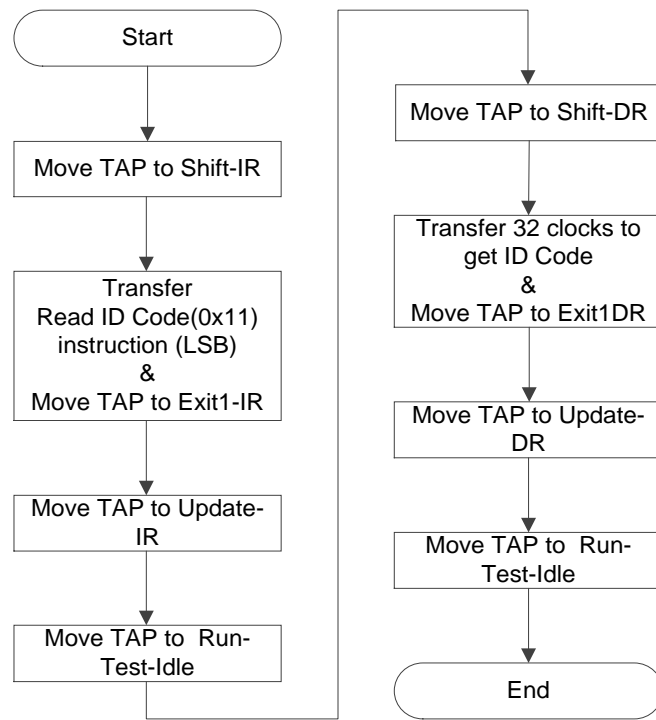 Start
Move TAP to Shift-IR
Transfer
Read ID Code(0x11)
instruction (LSB)
&
Move TAP to Exit1-IR
Move TAP to Update-
IR
Move TAP to Run-
Test-Idle
Move TAP to Shift-DR
Transfer 32 clocks to
get ID Code
&
Move TAP to Exit1DR
Move TAP to Update-
DR
Move TAP to Run-
Test-Idle
End